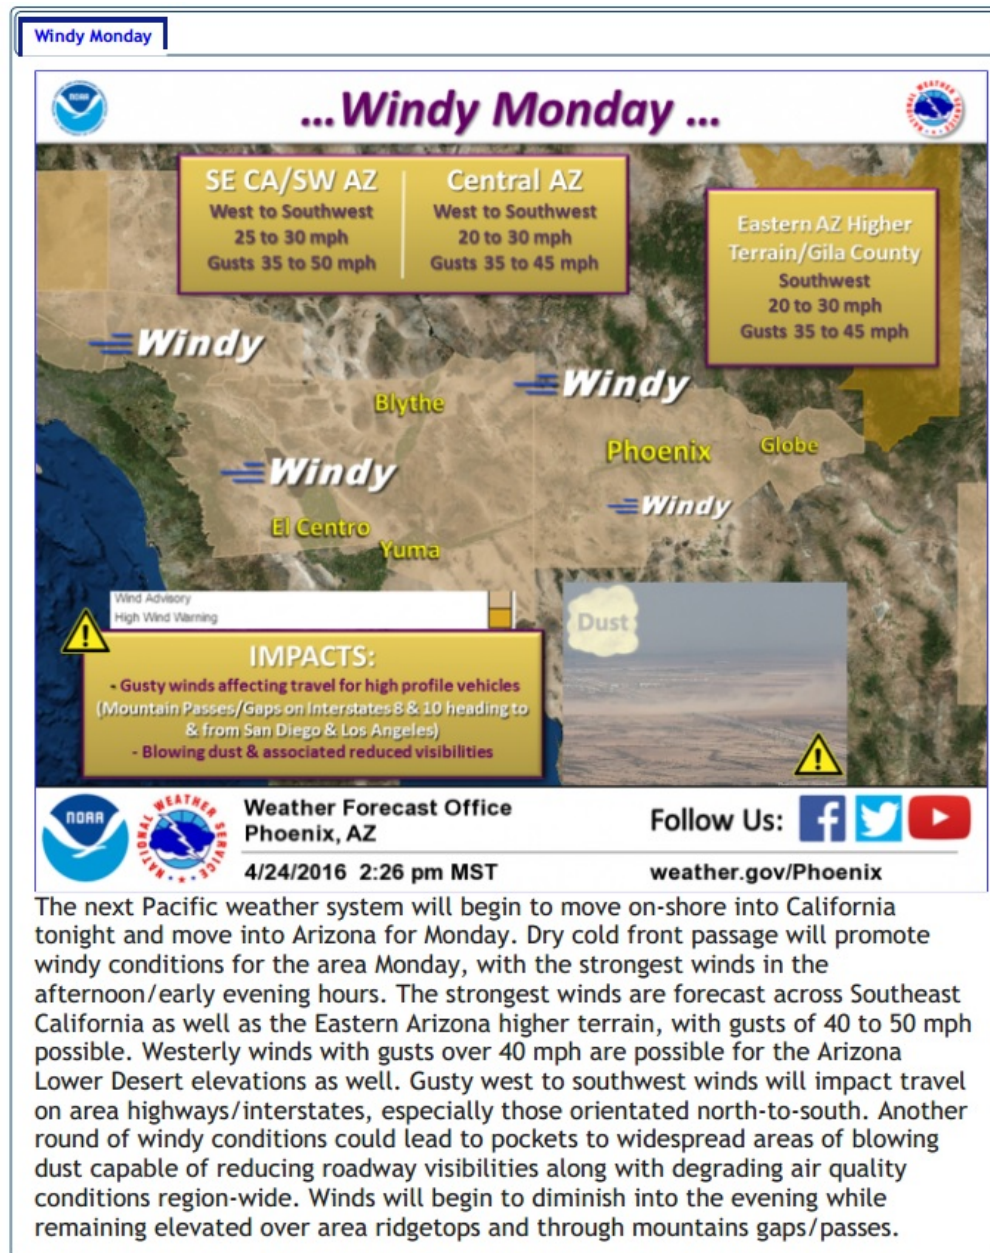 Windy Monday
NOAA
...Windy Monday ...
NATIONAL WEATHER SERVICE
SE CA/SW AZ
West to Southwest
25 to 30 mph
Gusts 35 to 50 mph
Central AZ
West to Southwest
20 to 30 mph
Gusts 35 to 45 mph
Eastern AZ Higher
Terrain/Gila County
Southwest
20 to 30 mph
Gusts 35 to 45 mph
Windy
Windy
Blythe
Phoenix
Globe
Windy
Windy
El Centro
Yuma
Wind Advisory
High Wind Warning
Dust
IMPACTS:
- Gusty winds affecting travel for high profile vehicles
(Mountain Passes/Gaps on Interstates 8 & 10 heading to
& from San Diego & Los Angeles)
- Blowing dust & associated reduced visibilities
NOAA
NATIONAL WEATHER SERVICE
Weather Forecast Office
Phoenix, AZ
4/24/2016 2:26 pm MST
Follow Us:
weather.gov/Phoenix
The next Pacific weather system will begin to move on-shore into California
tonight and move into Arizona for Monday. Dry cold front passage will promote
windy conditions for the area Monday, with the strongest winds in the
afternoon/early evening hours. The strongest winds are forecast across Southeast
California as well as the Eastern Arizona higher terrain, with gusts of 40 to 50 mph
possible. Westerly winds with gusts over 40 mph are possible for the Arizona
Lower Desert elevations as well. Gusty west to southwest winds will impact travel
on area highways/interstates, especially those orientated north-to-south. Another
round of windy conditions could lead to pockets to widespread areas of blowing
dust capable of reducing roadway visibilities along with degrading air quality
conditions region-wide. Winds will begin to diminish into the evening while
remaining elevated over area ridgetops and through mountains gaps/passes.